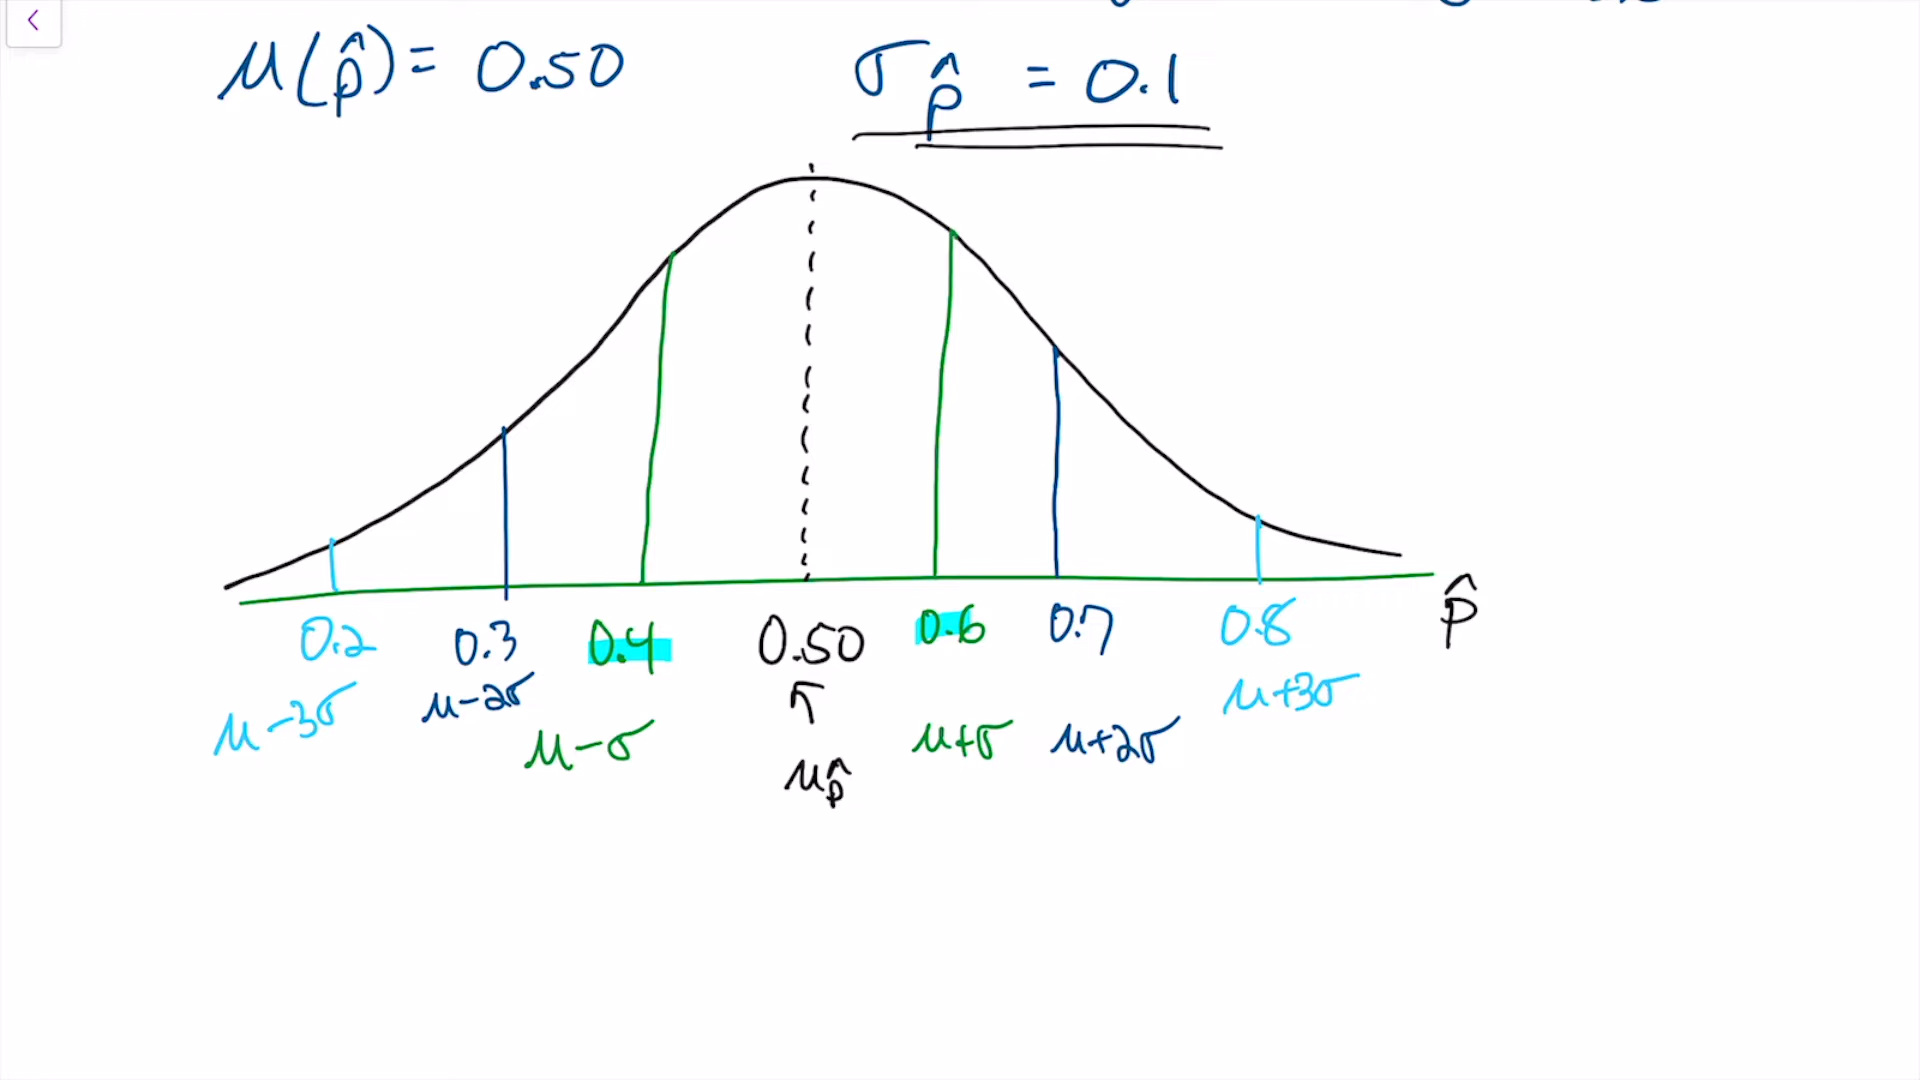 μ(p̂) = 0.50
σp̂ = 0.1
0.2 0.3 0.4 0.50 0.6 0.7 0.8 p̂
μ-3σ μ-2σ μ-σ μ+σ μ+2σ μ+3σ
μp̂